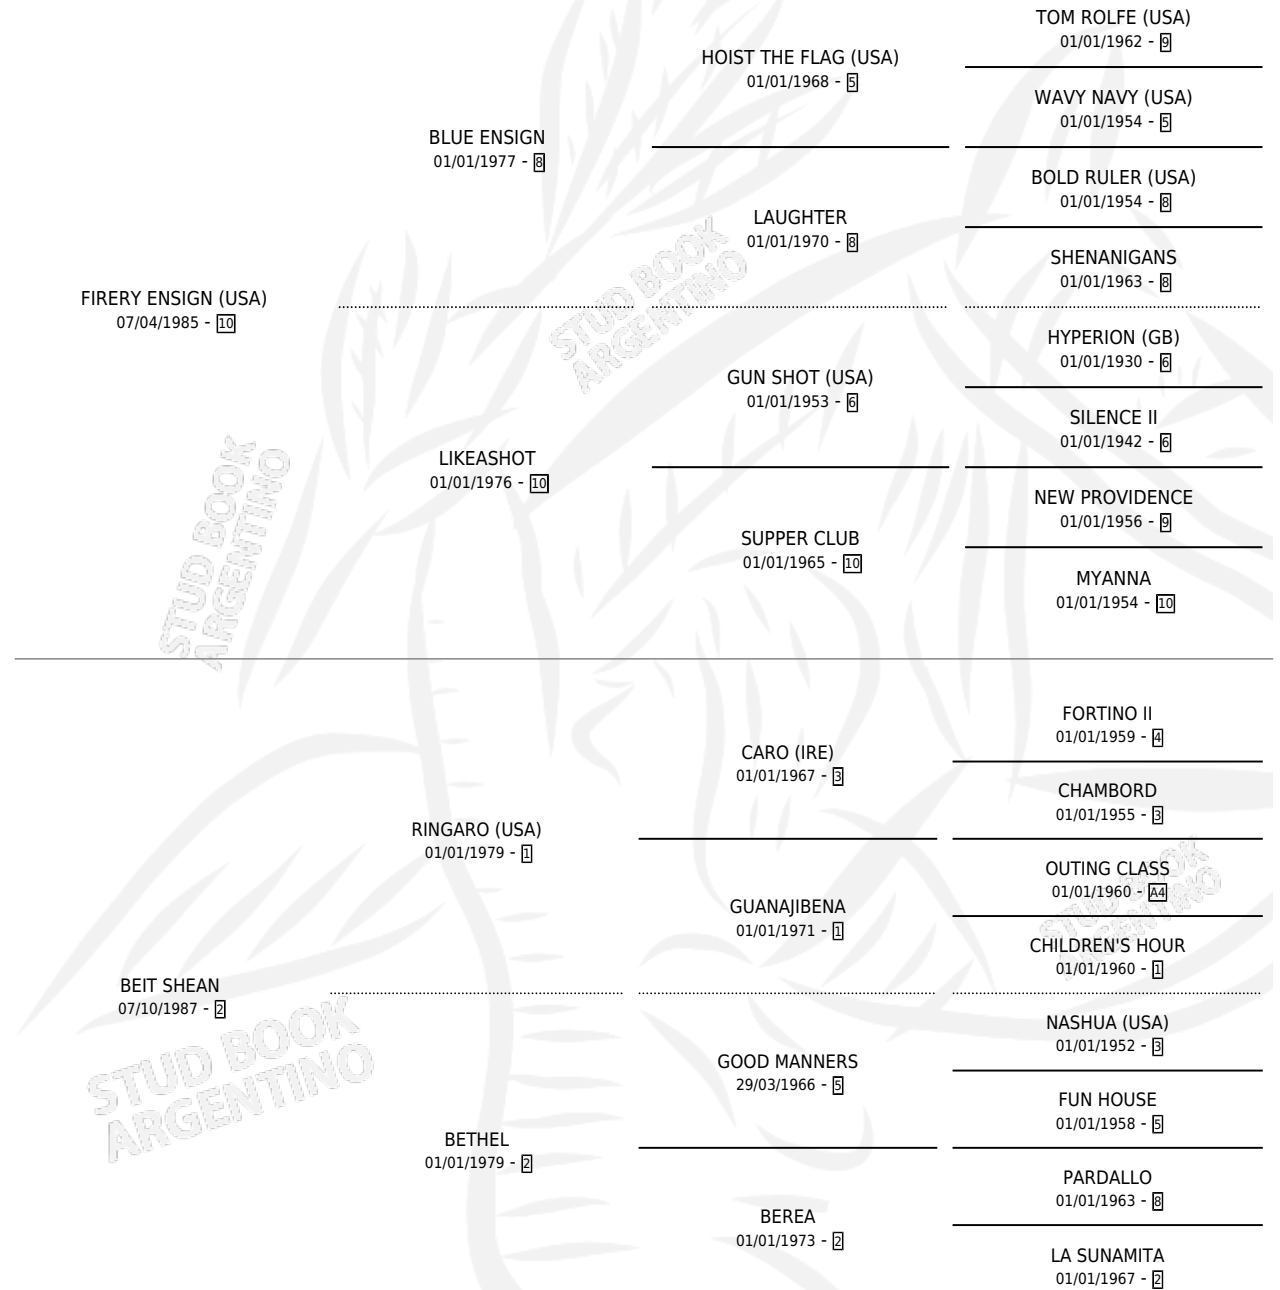 TOM ROLFE (USA)
01/01/1962 - 9
HOIST THE FLAG (USA)
01/01/1968 - 5
WAVY NAVY (USA)
01/01/1954 - 5
BLUE ENSIGN
01/01/1977 - 8
BOLD RULER (USA)
01/01/1954 - 8
LAUGHTER
01/01/1970 - 8
SHENANIGANS
01/01/1963 - 8
FIRERY ENSIGN (USA)
07/04/1985 - 10
HYPERION (GB)
01/01/1930 - 6
GUN SHOT (USA)
01/01/1953 - 6
SILENCE II
01/01/1942 - 6
LIKEASHOT
01/01/1976 - 10
NEW PROVIDENCE
01/01/1956 - 9
SUPPER CLUB
01/01/1965 - 10
MYANNA
01/01/1954 - 10
FORTINO II
01/01/1959 - 4
CARO (IRE)
01/01/1967 - 3
CHAMBORD
01/01/1955 - 3
RINGARO (USA)
01/01/1979 - 1
OUTING CLASS
01/01/1960 - A4
GUANAJIBENA
01/01/1971 - 1
CHILDREN'S HOUR
01/01/1960 - 1
BEIT SHEAN
07/10/1987 - 2
NASHUA (USA)
01/01/1952 - 3
GOOD MANNERS
29/03/1966 - 5
FUN HOUSE
01/01/1958 - 5
BETHEL
01/01/1979 - 2
PARDALLO
01/01/1963 - 8
BEREA
01/01/1973 - 2
LA SUNAMITA
01/01/1967 - 2
STUD BOOK
ARGENTINO
STUD BOOK
ARGENTINO
STUD BOOK
ARGENTINO
STUD BOOK
ARGENTINO